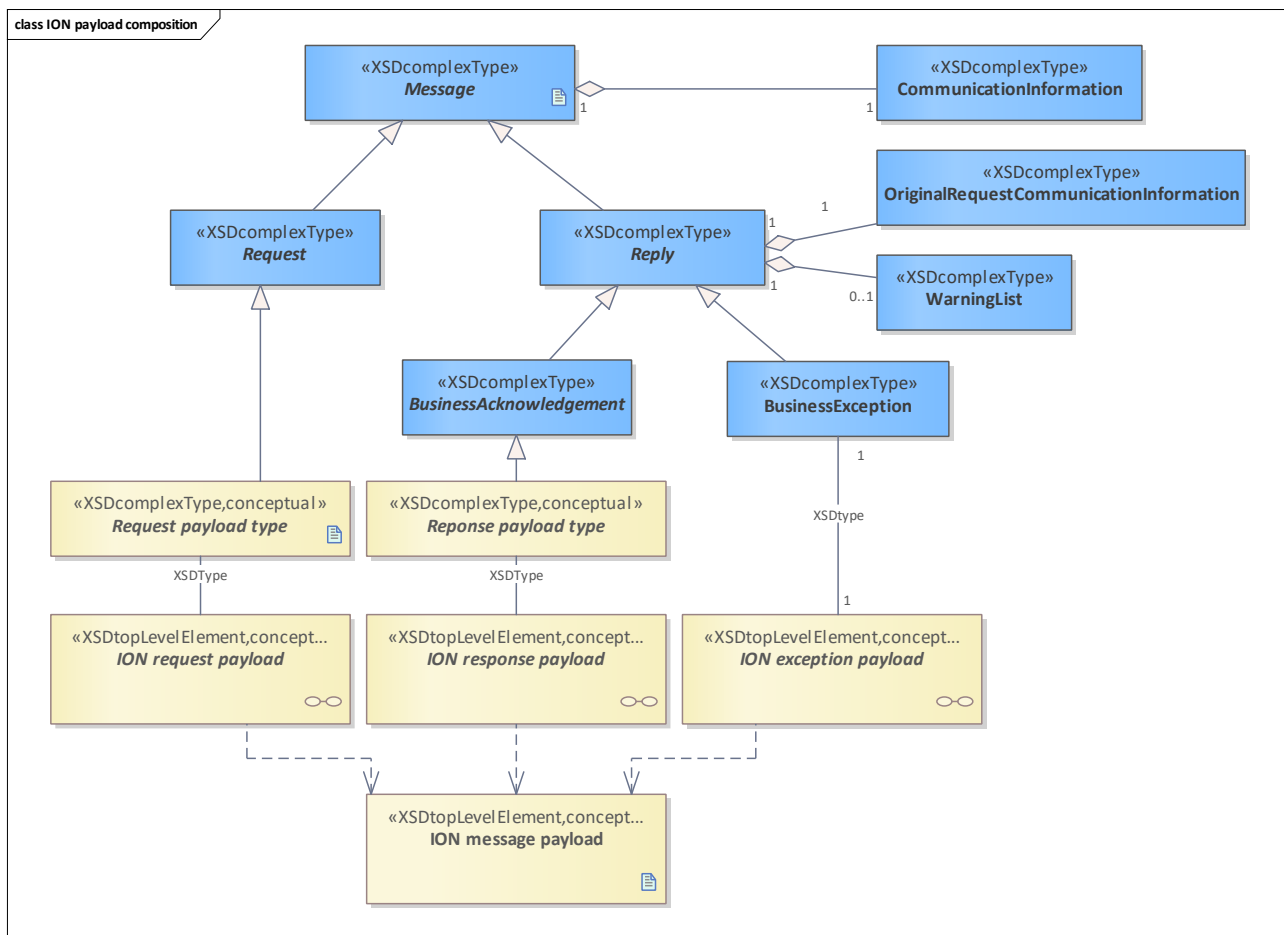 class ION payload composition
«XSDcomplexType»
Message
1
1
«XSDcomplexType»
CommunicationInformation
«XSDcomplexType»
OriginalRequestCommunicationInformation
1
1
«XSDcomplexType»
Request
«XSDcomplexType»
Reply
1
0..1
«XSDcomplexType»
WarningList
«XSDcomplexType»
BusinessAcknowledgement
«XSDcomplexType»
BusinessException
1
«XSDcomplexType,conceptual»
Request payload type
«XSDcomplexType,conceptual»
Reponse payload type
XSDtype
XSDType
XSDType
1
«XSDtopLevelElement,concept...
ION request payload
«XSDtopLevelElement,concept...
ION response payload
«XSDtopLevelElement,concept...
ION exception payload
«XSDtopLevelElement,concept...
ION message payload